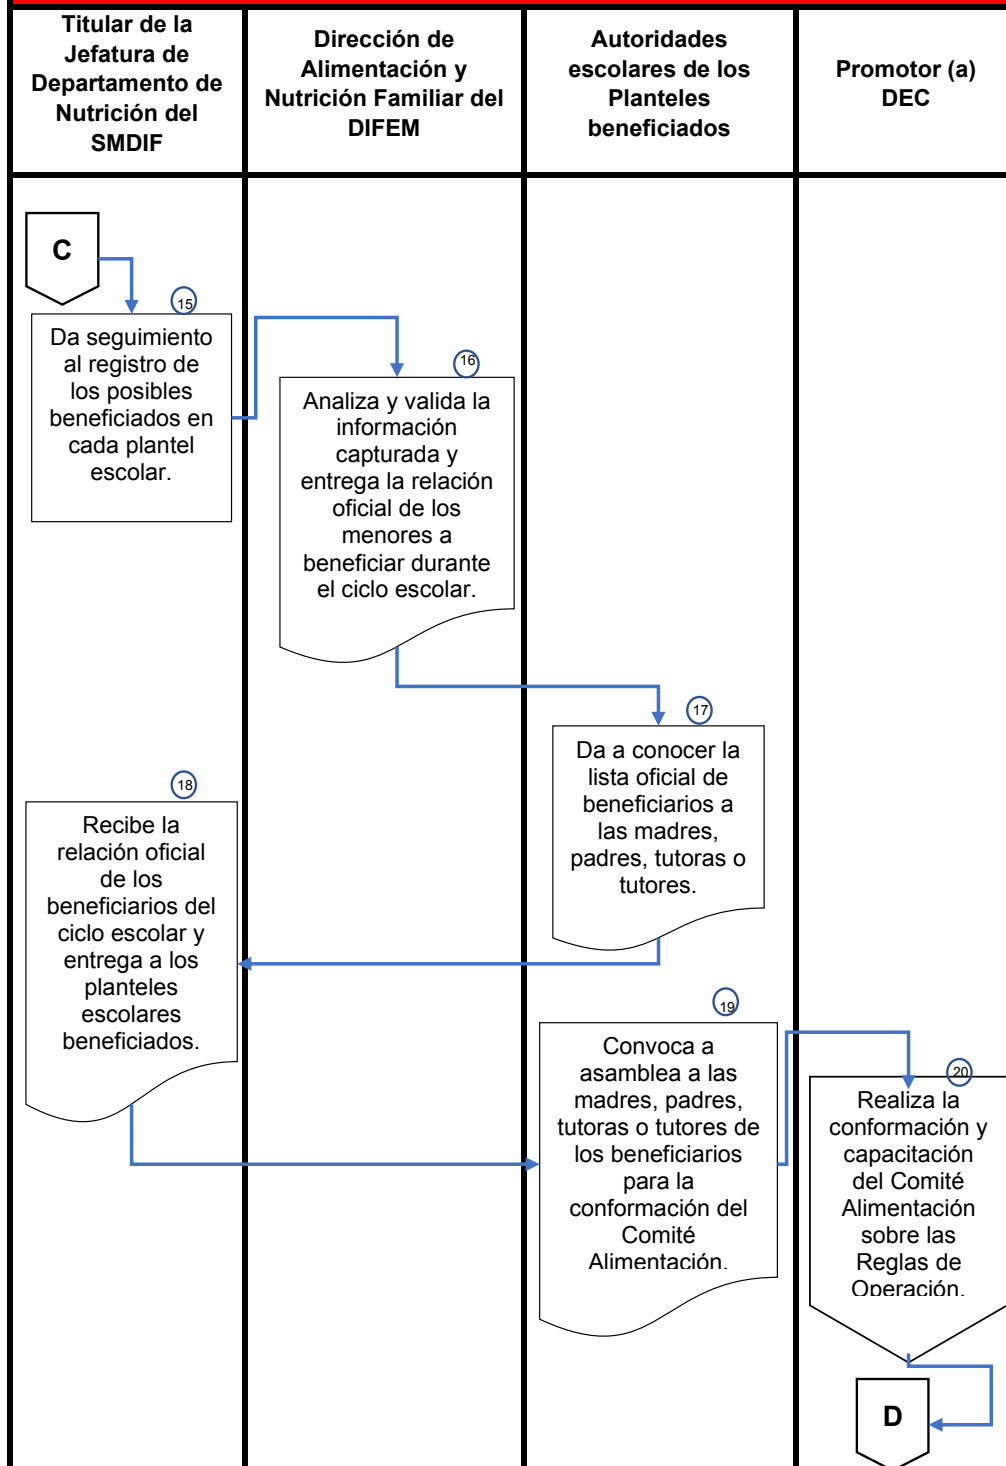 Titular de la
Jefatura de
Departamento de
Nutrición del
SMDIF
Dirección de
Alimentación y
Nutrición Familiar del
DIFEM
Autoridades
escolares de los
Planteles
beneficiados
Promotor (a)
DEC
C
15
Da seguimiento
al registro de
los posibles
beneficiados en
cada plantel
escolar.
16
Analiza y valida la
información
capturada y
entrega la relación
oficial de los
menores a
beneficiar durante
el ciclo escolar.
17
Da a conocer la
lista oficial de
beneficiarios a
las madres,
padres, tutoras o
tutores.
18
Recibe la
relación oficial
de los
beneficiarios del
ciclo escolar y
entrega a los
planteles
escolares
beneficiados.
19
Convoca a
asamblea a las
madres, padres,
tutoras o tutores de
los beneficiarios
para la
conformación del
Comité
Alimentación.
20
Realiza la
conformación y
capacitación
del Comité
Alimentación
sobre las
Reglas de
Operación.
D